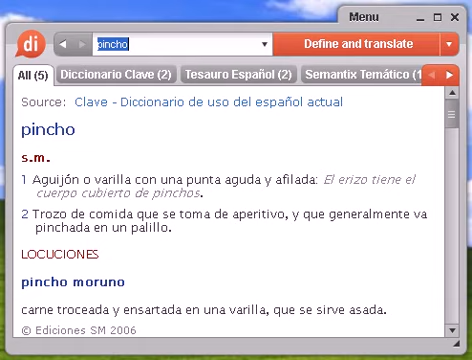 Menu
di
pincho
Define and translate
All (5)
Diccionario Clave (2)
Tesauro Español (2)
Semantix Temático (1
Source: Clave - Diccionario de uso del español actual
pincho
s.m.
1 Aguijón o varilla con una punta aguda y afilada: El erizo tiene el
cuerpo cubierto de pinchos.
2 Trozo de comida que se toma de aperitivo, y que generalmente va
pinchada en un palillo.
LOCUCIONES
pincho moruno
carne troceada y ensartada en una varilla, que se sirve asada.
© Ediciones SM 2006